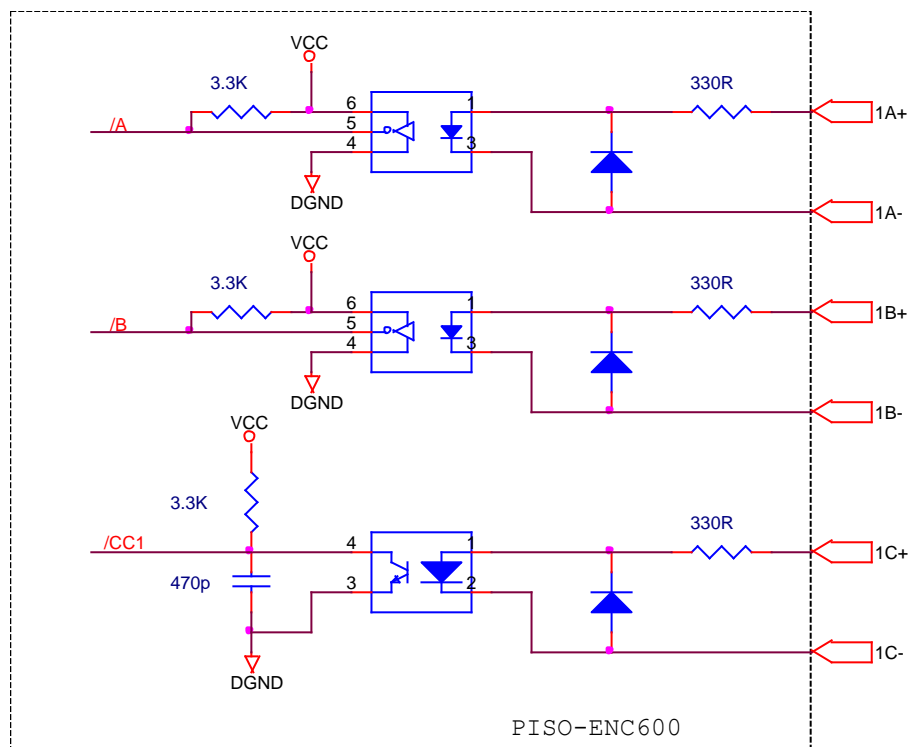 VCC
3.3K
330R
6
1
1A+
/A
5
4
3
DGND
1A-
VCC
3.3K
330R
6
1
1B+
/B
5
4
3
DGND
1B-
VCC
3.3K
330R
/CC1
4
1
1C+
470p
3
2
DGND
1C-
PISO-ENC600